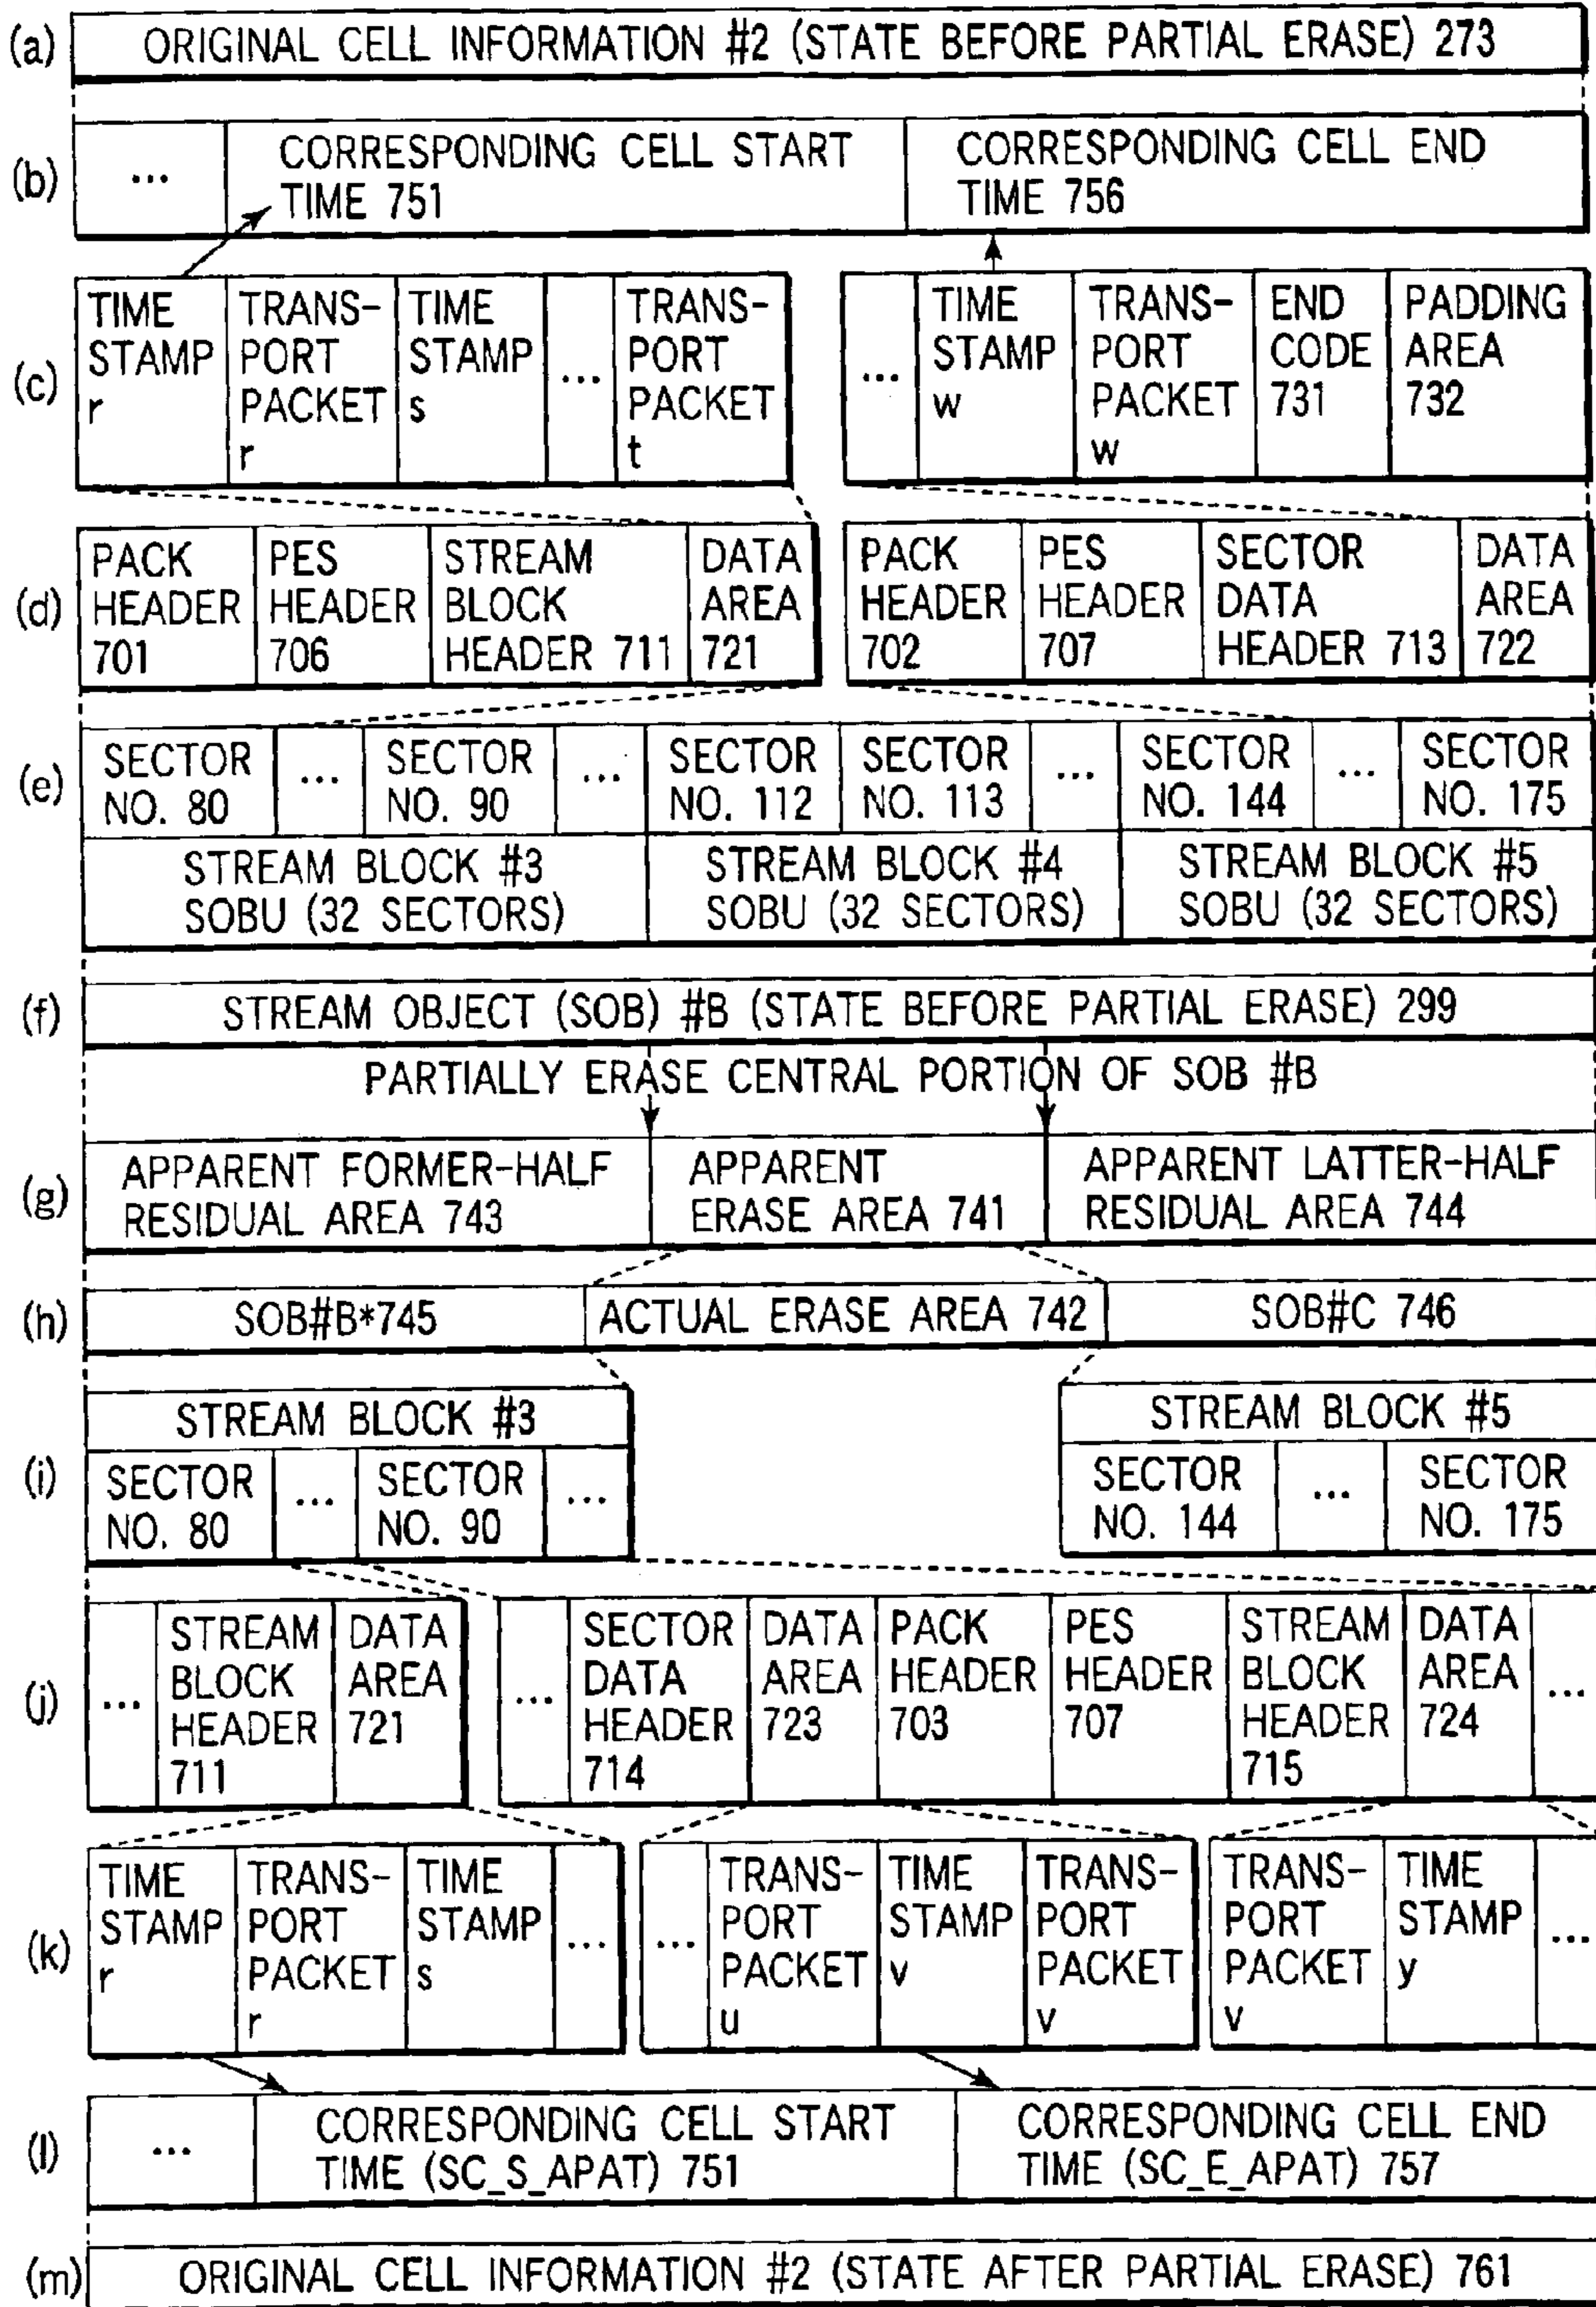 (a) ORIGINAL CELL INFORMATION #2 (STATE BEFORE PARTIAL ERASE) 273
(b) ...
CORRESPONDING CELL START
TIME 751
CORRESPONDING CELL END
TIME 756
(c)
TIME
STAMP
r
TRANS-
PORT
PACKET
r
TIME
STAMP
s
...
TRANS-
PORT
PACKET
t
...
TIME
STAMP
w
TRANS-
PORT
PACKET
w
END
CODE
731
PADDING
AREA
732
(d)
PACK
HEADER
701
PES
HEADER
706
STREAM
BLOCK
HEADER 711
DATA
AREA
721
PACK
HEADER
702
PES
HEADER
707
SECTOR
DATA
HEADER 713
DATA
AREA
722
(e)
SECTOR
NO. 80
...
SECTOR
NO. 90
...
SECTOR
NO. 112
SECTOR
NO. 113
...
SECTOR
NO. 144
...
SECTOR
NO. 175
STREAM BLOCK #3
SOBU (32 SECTORS)
STREAM BLOCK #4
SOBU (32 SECTORS)
STREAM BLOCK #5
SOBU (32 SECTORS)
(f) STREAM OBJECT (SOB) #B (STATE BEFORE PARTIAL ERASE) 299
PARTIALLY ERASE CENTRAL PORTION OF SOB #B
(g)
APPARENT FORMER-HALF
RESIDUAL AREA 743
APPARENT
ERASE AREA 741
APPARENT LATTER-HALF
RESIDUAL AREA 744
(h) SOB#B*745
ACTUAL ERASE AREA 742
SOB#C 746
(i)
STREAM BLOCK #3
SECTOR
NO. 80
...
SECTOR
NO. 90
...
STREAM BLOCK #5
SECTOR
NO. 144
...
SECTOR
NO. 175
(j)
...
STREAM
BLOCK
HEADER
711
DATA
AREA
721
...
SECTOR
DATA
HEADER
714
DATA
AREA
723
PACK
HEADER
703
PES
HEADER
707
STREAM
BLOCK
HEADER
715
DATA
AREA
724
...
(k)
TIME
STAMP
r
TRANS-
PORT
PACKET
r
TIME
STAMP
s
...
...
TRANS-
PORT
PACKET
u
TIME
STAMP
v
TRANS-
PORT
PACKET
v
TRANS-
PORT
PACKET
v
TIME
STAMP
y
...
(l)
...
CORRESPONDING CELL START
TIME (SC_S_APAT) 751
CORRESPONDING CELL END
TIME (SC_E_APAT) 757
(m) ORIGINAL CELL INFORMATION #2 (STATE AFTER PARTIAL ERASE) 761